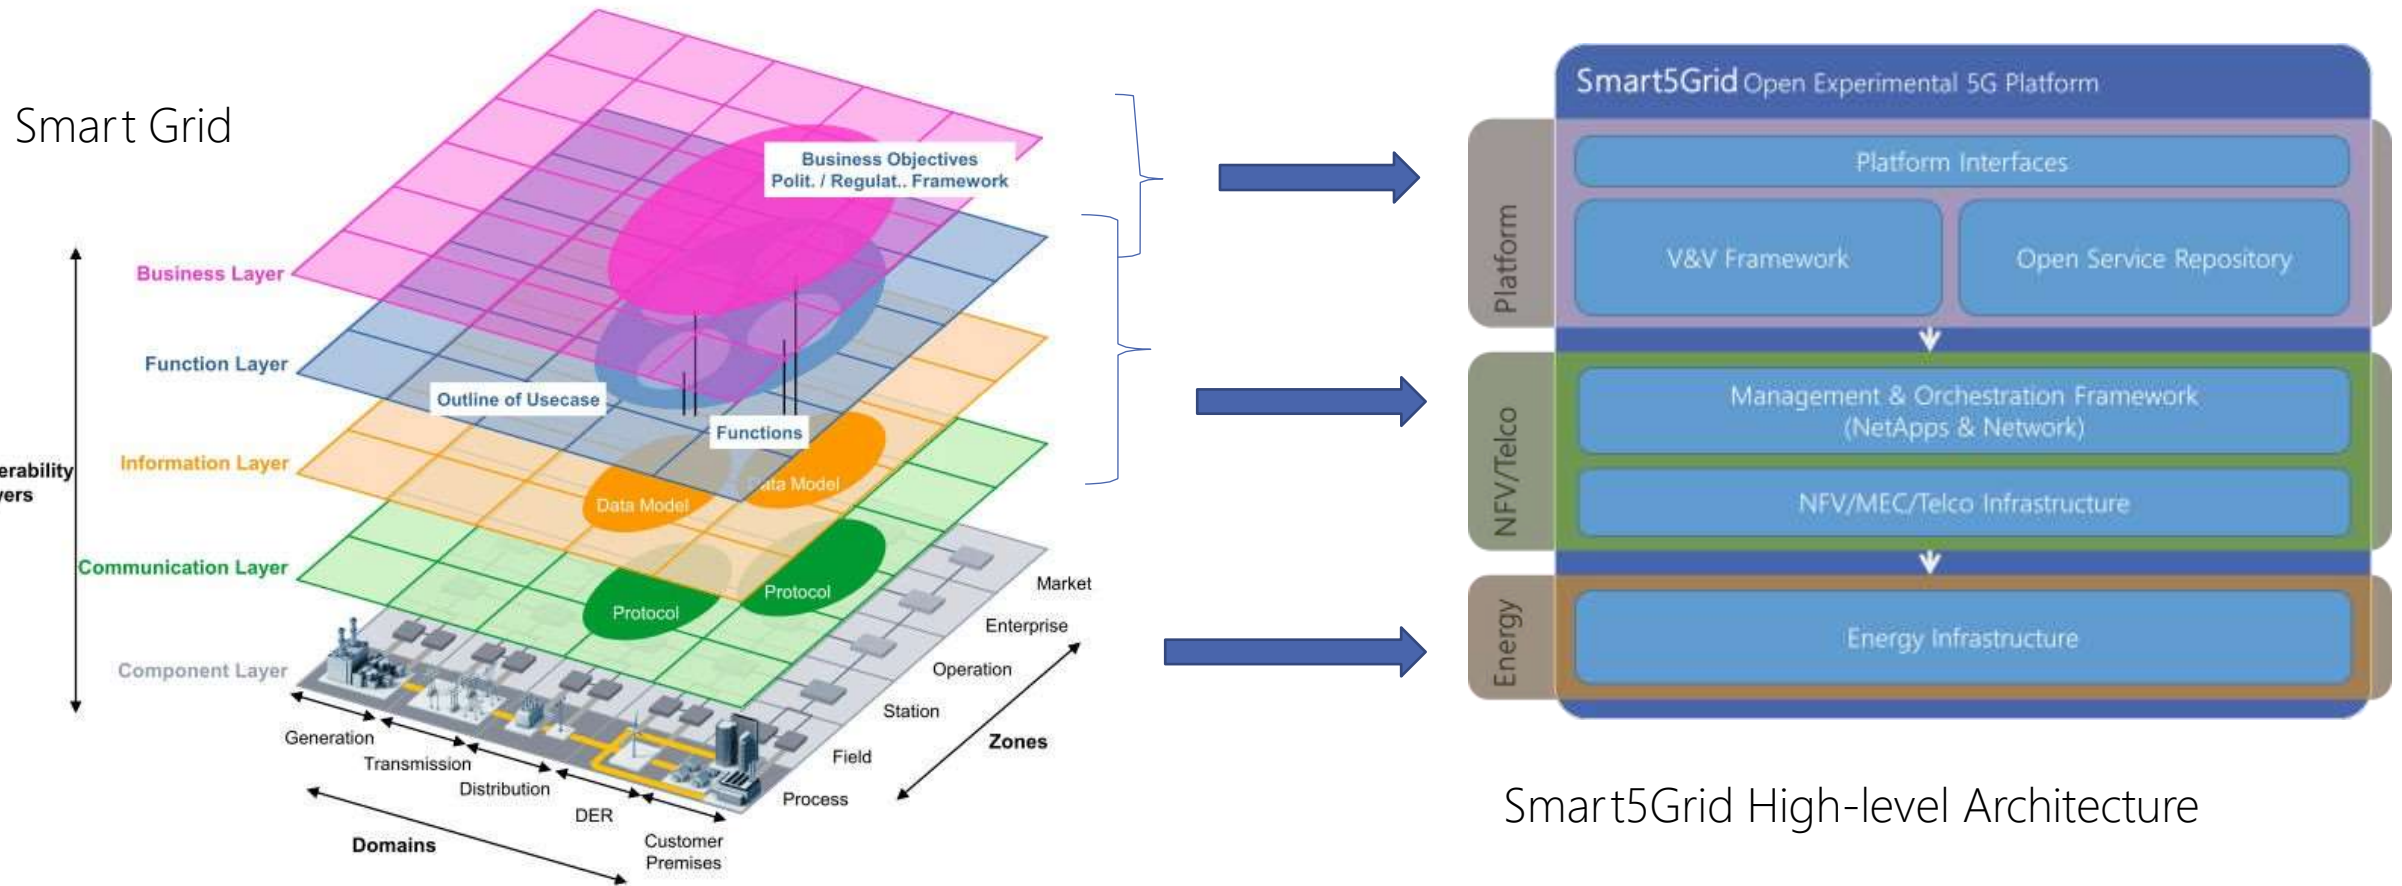 Smart Grid
Business Objectives
Polit. / Regulat.. Framework
Business Layer
Function Layer
Outline of Usecase
Functions
Information Layer
Data Model
Data Model
erability
yers
Communication Layer
Protocol
Protocol
Component Layer
Market
Enterprise
Operation
Station
Field
Process
Zones
Generation
Transmission
Distribution
DER
Customer
Premises
Domains
Smart5Grid Open Experimental 5G Platform
Platform
Platform Interfaces
V&V Framework
Open Service Repository
NFV/Telco
Management & Orchestration Framework
(NetApps & Network)
NFV/MEC/Telco Infrastructure
Energy
Energy Infrastructure
Smart5Grid High-level Architecture